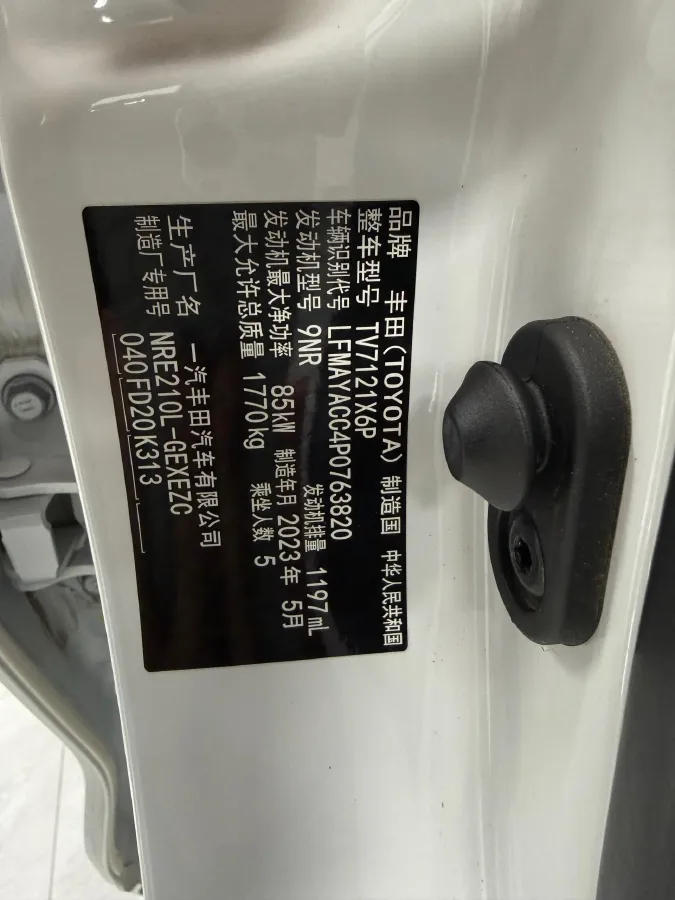 品牌 丰田(TOYOTA) 制造国 中华人民共和国
整车型号 TV7121X6P
车辆识别代号 LFMAYACC4P0763820
发动机型号 9NR 发动机排量 1197mL
发动机最大净功率 85kW 制造年月 2023年 5月
最大允许总质量 1770kg 乘坐人数 5
生产厂名 一汽丰田汽车有限公司
制造厂专用号 NRE210L-GEXEZC
040FD20K313